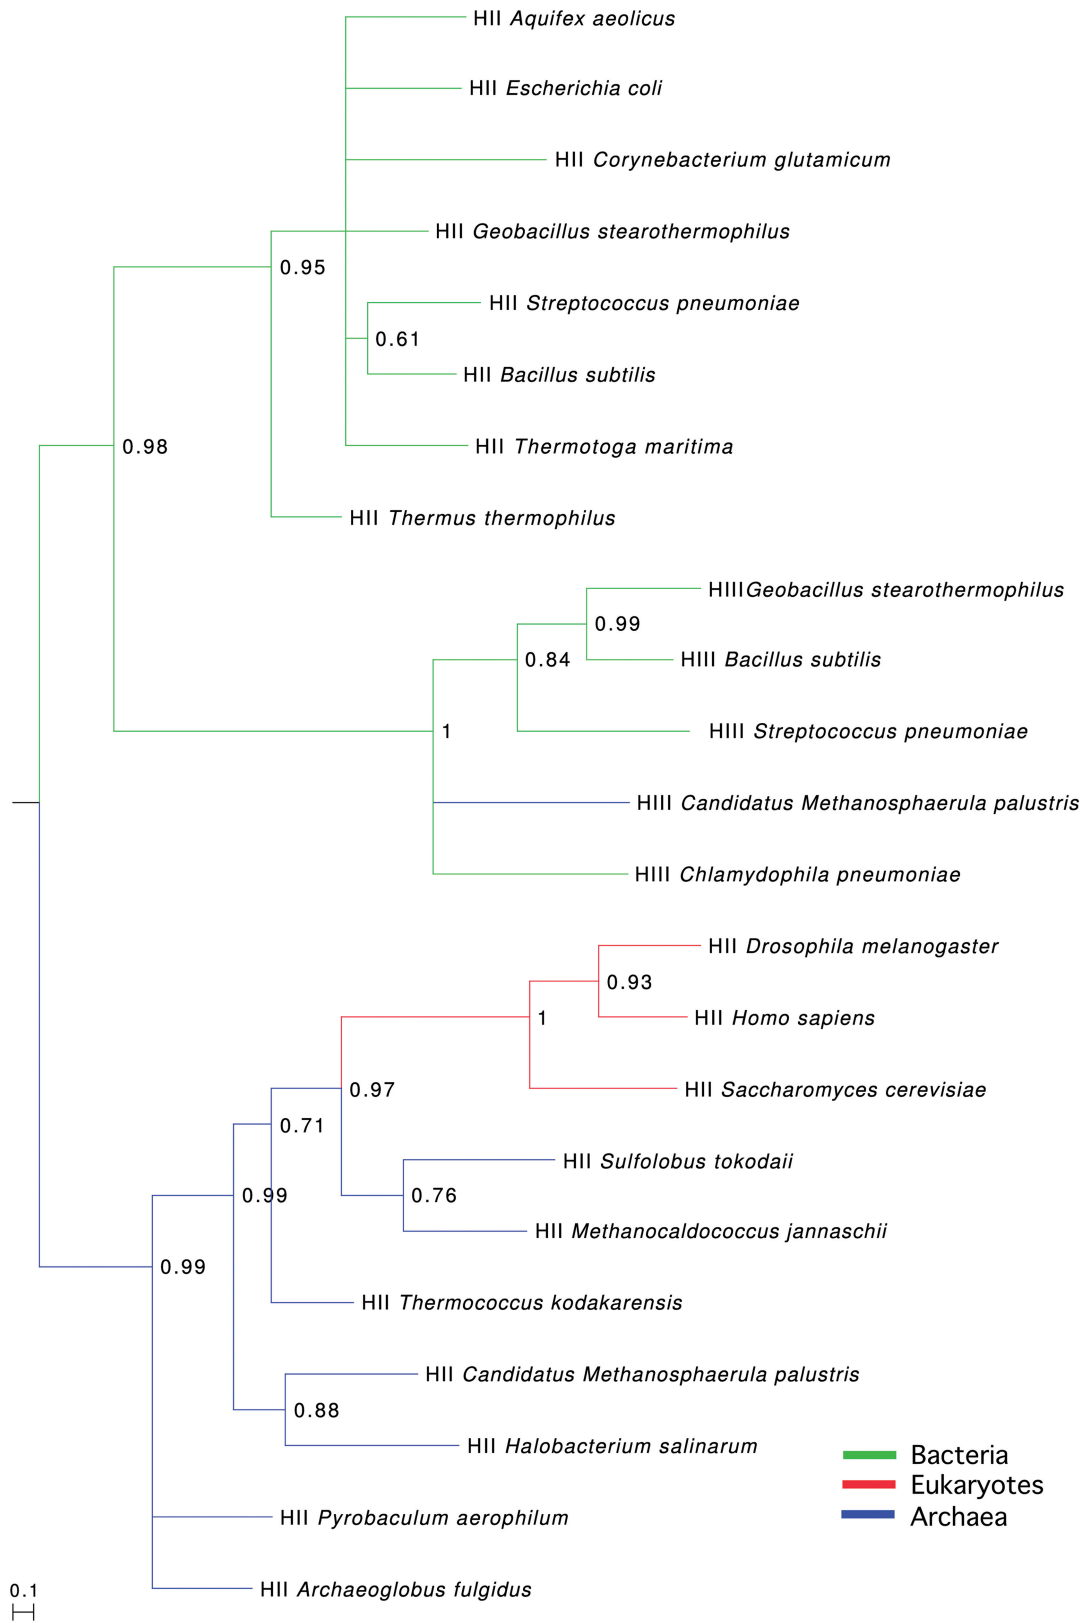 HII Aquifex aeolicus
HII Escherichia coli
HII Corynebacterium glutamicum
HII Geobacillus stearothermophilus
0.95
HII Streptococcus pneumoniae
0.61
HII Bacillus subtilis
0.98
HII Thermotoga maritima
HII Thermus thermophilus
HIIIGeobacillus stearothermophilus
0.99
0.84
HIII Bacillus subtilis
1
HIII Streptococcus pneumoniae
HIII Candidatus Methanosphaerula palustris
HIII Chlamydophila pneumoniae
HII Drosophila melanogaster
0.93
1
HII Homo sapiens
0.97
HII Saccharomyces cerevisiae
0.71
HII Sulfolobus tokodaii
0.99
0.76
HII Methanocaldococcus jannaschii
0.99
HII Thermococcus kodakarensis
HII Candidatus Methanosphaerula palustris
0.88
HII Halobacterium salinarum
Bacteria
Eukaryotes
Archaea
HII Pyrobaculum aerophilum
0.1
HII Archaeoglobus fulgidus